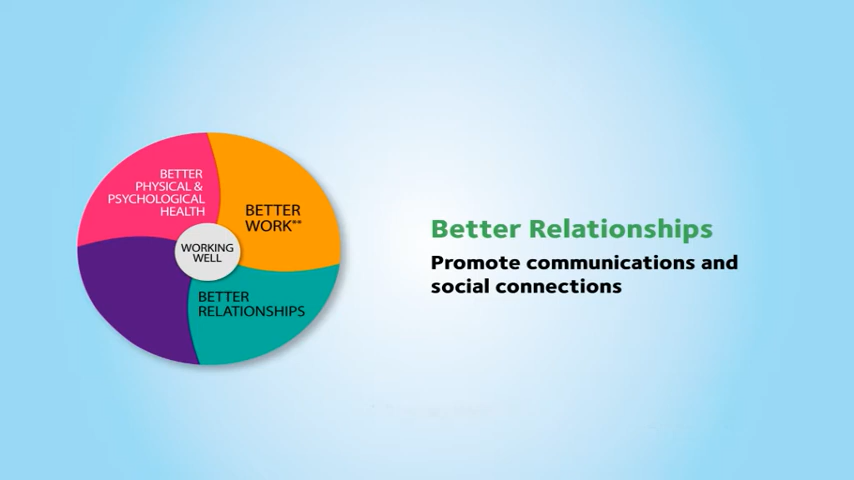 BETTER
PHYSICAL &
PSYCHOLOGICAL
HEALTH
BETTER
WORK**
WORKING
WELL
BETTER
RELATIONSHIPS
Better Relationships
Promote communications and
social connections